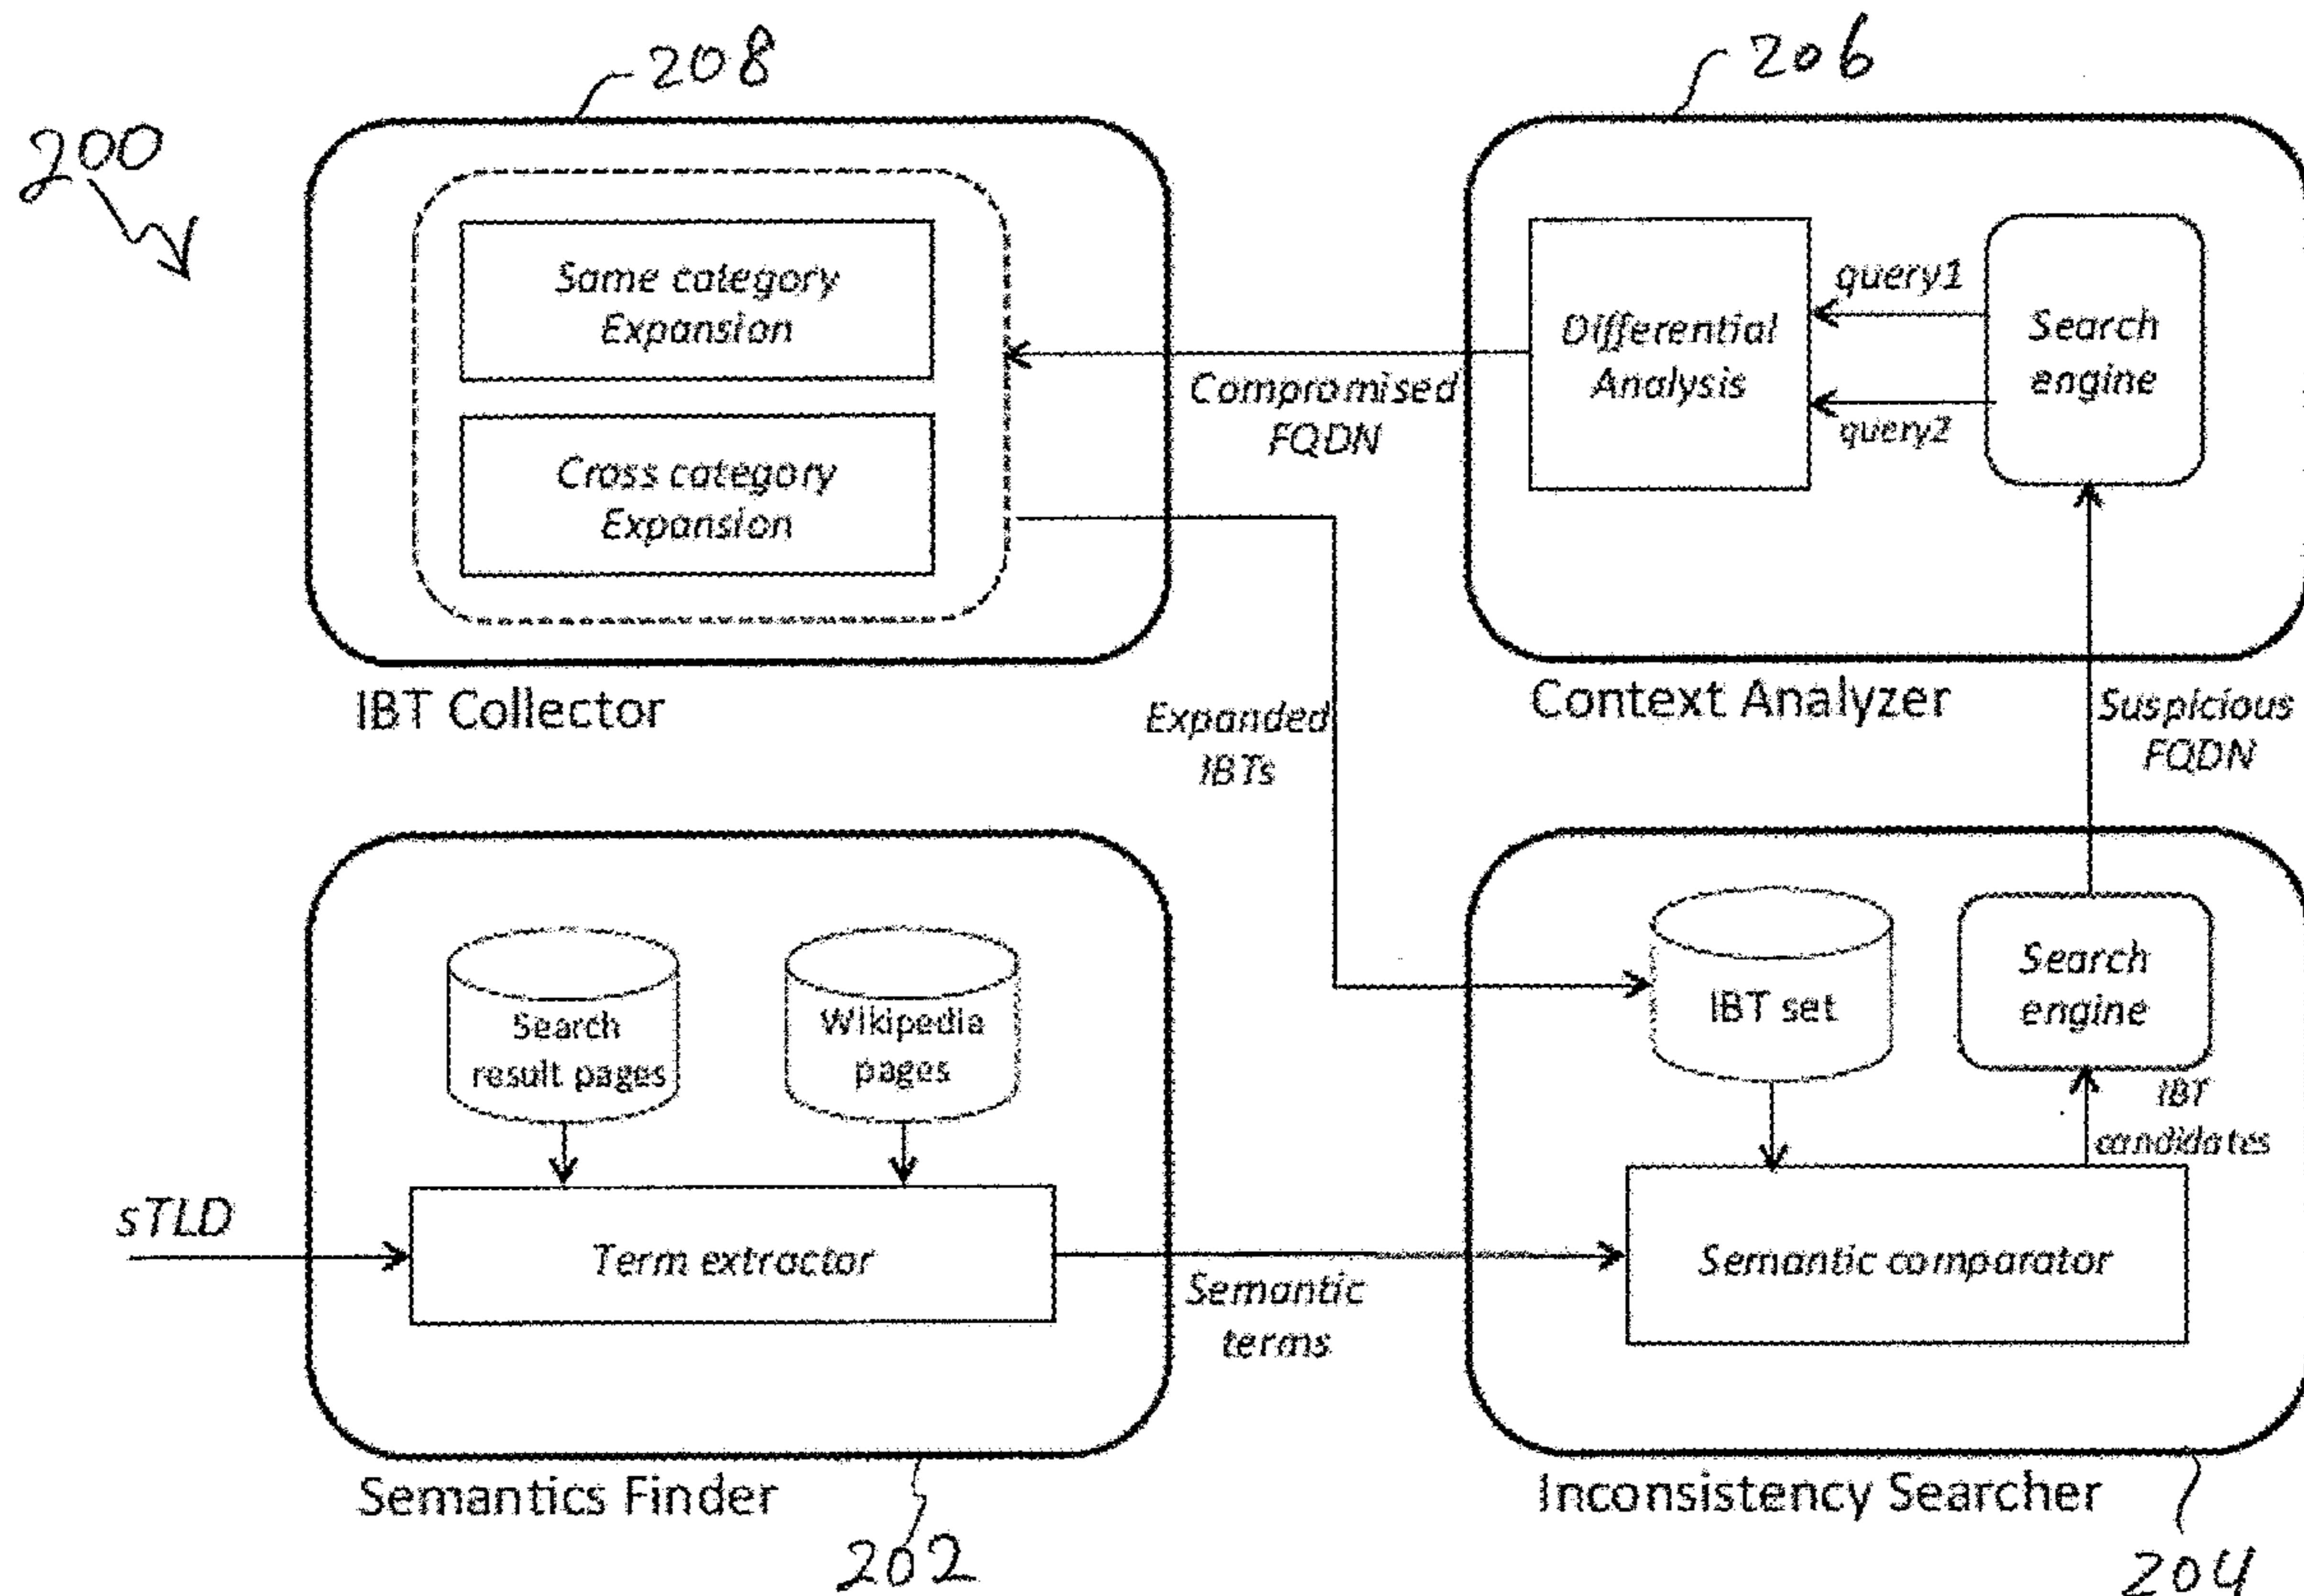 208
206
200
Same category
Expansion
Cross category
Expansion
Compromised
FQDN
Differential
Analysis
query1
query2
Search
engine
IBT Collector
Context Analyzer
Expanded
IBTs
Suspicious
FQDN
Search
result pages
Wikipedia
pages
sTLD
Term extractor
Semantic
terms
IBT set
Search
engine
IBT
candidates
Semantic comparator
Semantics Finder
Inconsistency Searcher
202
204